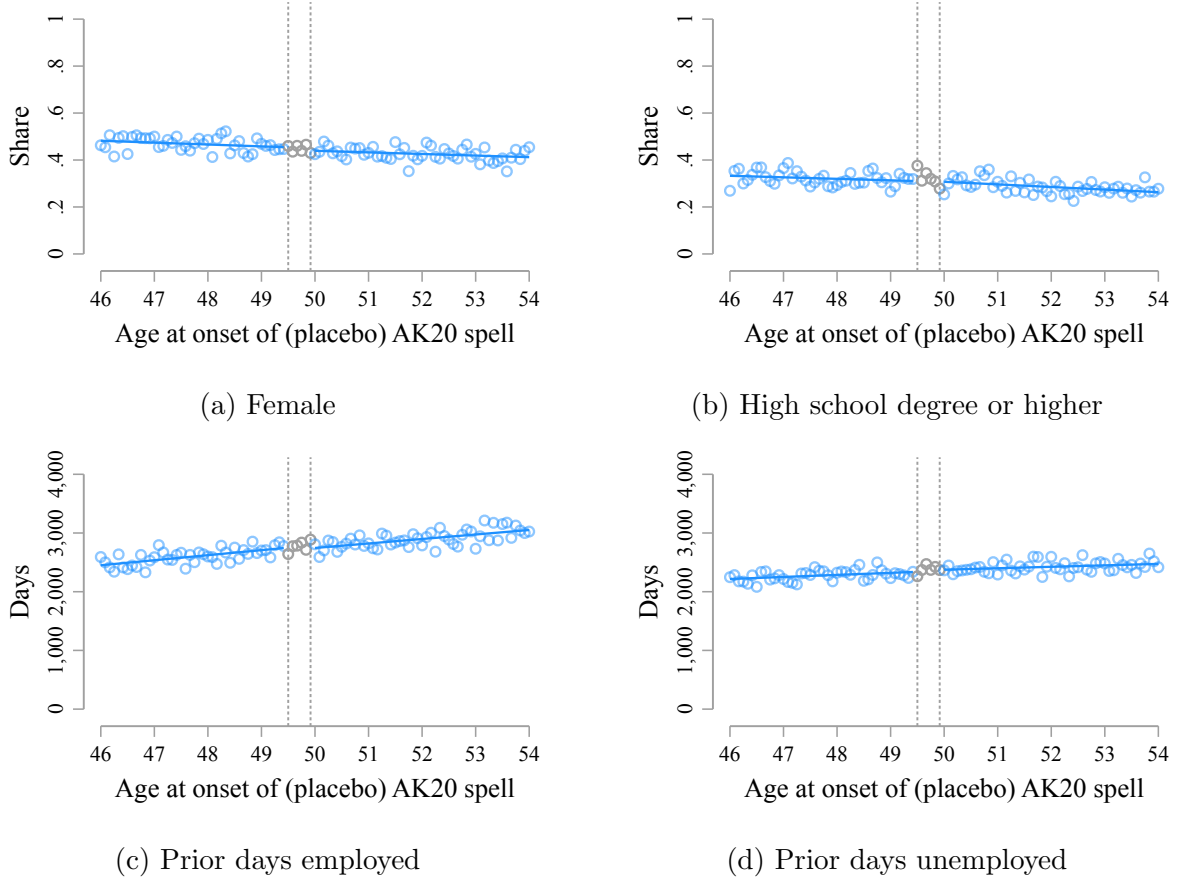 Share
1
.8
.6
.4
.2
0
46 47 48 49 50 51 52 53 54
Age at onset of (placebo) AK20 spell
(a) Female
Share
1
.8
.6
.4
.2
0
46 47 48 49 50 51 52 53 54
Age at onset of (placebo) AK20 spell
(b) High school degree or higher
Days
4,000
3,000
2,000
1,000
0
46 47 48 49 50 51 52 53 54
Age at onset of (placebo) AK20 spell
(c) Prior days employed
Days
4,000
3,000
2,000
1,000
0
46 47 48 49 50 51 52 53 54
Age at onset of (placebo) AK20 spell
(d) Prior days unemployed